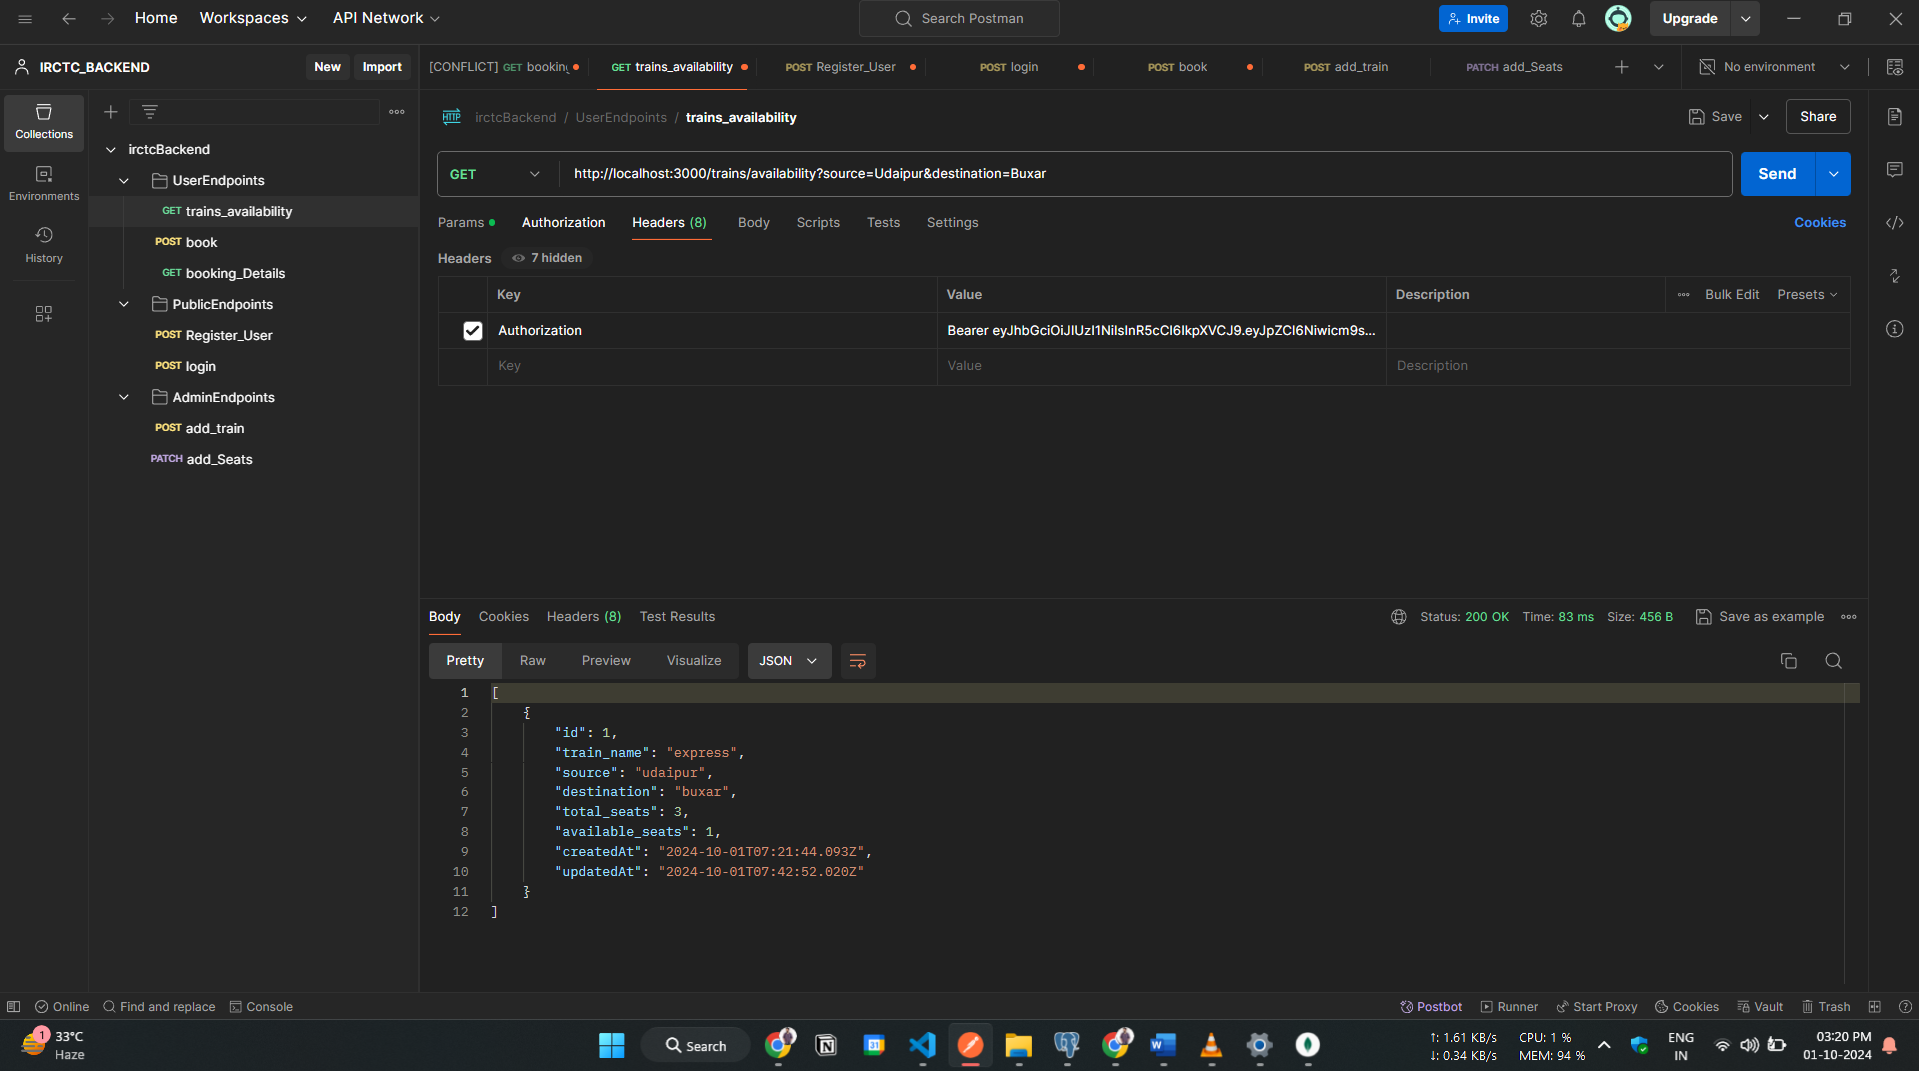 Home
Workspaces
API Network
Search Postman
Invite
Upgrade
IRCTC_BACKEND
New
Import
[CONFLICT] GET booking
GET trains_availability
POST Register_User
POST login
POST book
POST add_train
PATCH add_Seats
No environment
Collections
Environments
History
irctcBackend
UserEndpoints
GET trains_availability
POST book
GET booking_Details
PublicEndpoints
POST Register_User
POST login
AdminEndpoints
POST add_train
PATCH add_Seats
HTTP irctcBackend / UserEndpoints / trains_availability
Save
Share
GET
http://localhost:3000/trains/availability?source=Udaipur&destination=Buxar
Send
Params
Authorization
Headers (8)
Body
Scripts
Tests
Settings
Cookies
Headers
7 hidden
Key
Value
Description
Bulk Edit
Presets
Authorization
Key
Value
Description
Body
Cookies
Headers (8)
Test Results
Status: 200 OK
Time: 83 ms
Size: 456 B
Save as example
Pretty
Raw
Preview
Visualize
JSON
1 [
2 {
3 "id": 1,
4 "train_name": "express",
5 "source": "udaipur",
6 "destination": "buxar",
7 "total_seats": 3,
8 "available_seats": 1,
9 "createdAt": "2024-10-01T07:21:44.093Z",
10 "updatedAt": "2024-10-01T07:42:52.020Z"
11 }
12 ]
Online
Find and replace
Console
Postbot
Runner
Start Proxy
Cookies
Vault
Trash
1
33°C
Haze
Search
31
W
↑: 1.61 KB/s
↓: 0.34 KB/s
CPU: 1 %
MEM: 94 %
ENG
IN
03:20 PM
01-10-2024